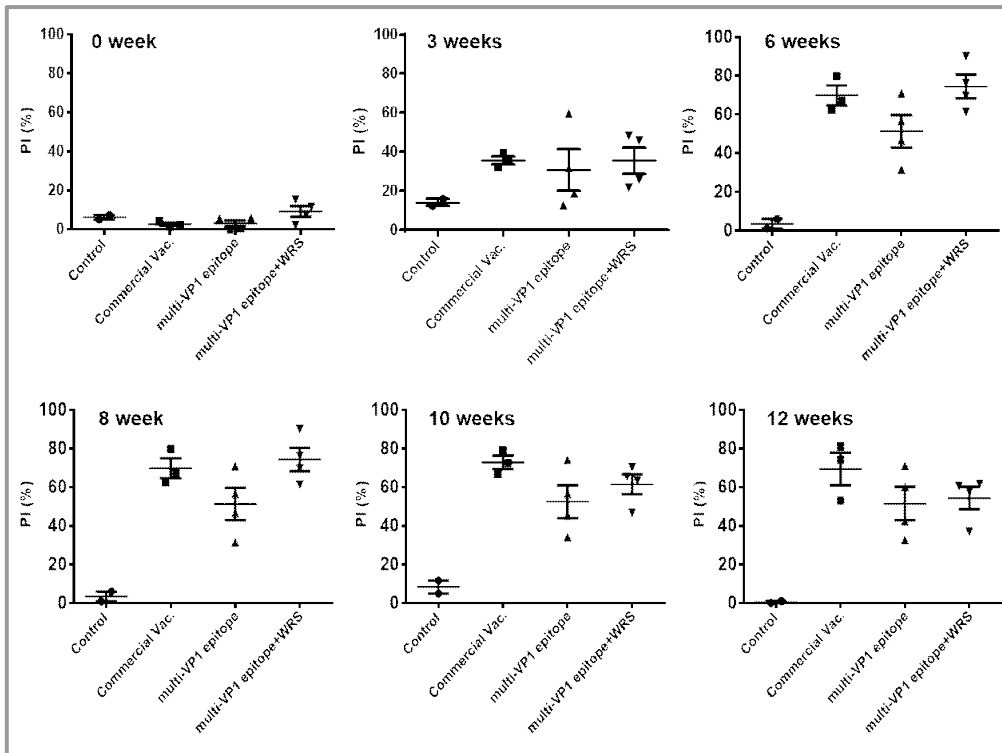 0 week
PI (%)
100
80
60
40
20
0
Control
Commercial Vac.
multi-VP1 epitope
multi-VP1 epitope+WRS
3 weeks
PI (%)
100
80
60
40
20
0
Control
Commercial Vac.
multi-VP1 epitope
multi-VP1 epitope+WRS
6 weeks
PI (%)
100
80
60
40
20
0
Control
Commercial Vac.
multi-VP1 epitope
multi-VP1 epitope+WRS
8 week
PI (%)
100
80
60
40
20
0
Control
Commercial Vac.
multi-VP1 epitope
multi-VP1 epitope+WRS
10 weeks
PI (%)
100
80
60
40
20
0
Control
Commercial Vac.
multi-VP1 epitope
multi-VP1 epitope+WRS
12 weeks
PI (%)
100
80
60
40
20
0
Control
Commercial Vac.
multi-VP1 epitope
multi-VP1 epitope+WRS